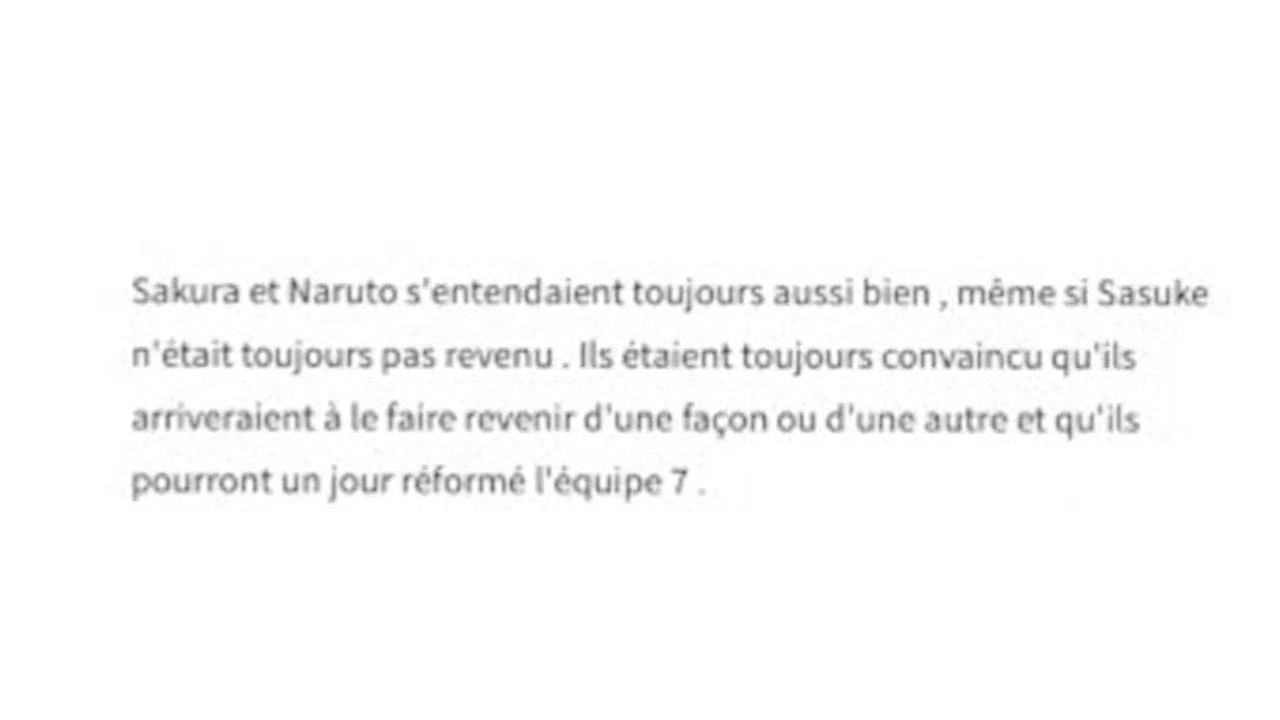 Sakura et Naruto s'entendaient toujours aussi bien , même si Sasuke
n'était toujours pas revenu . Ils étaient toujours convaincu qu'ils
arriveraient à le faire revenir d'une façon ou d'une autre et qu'ils
pourront un jour réformé l'équipe 7 .